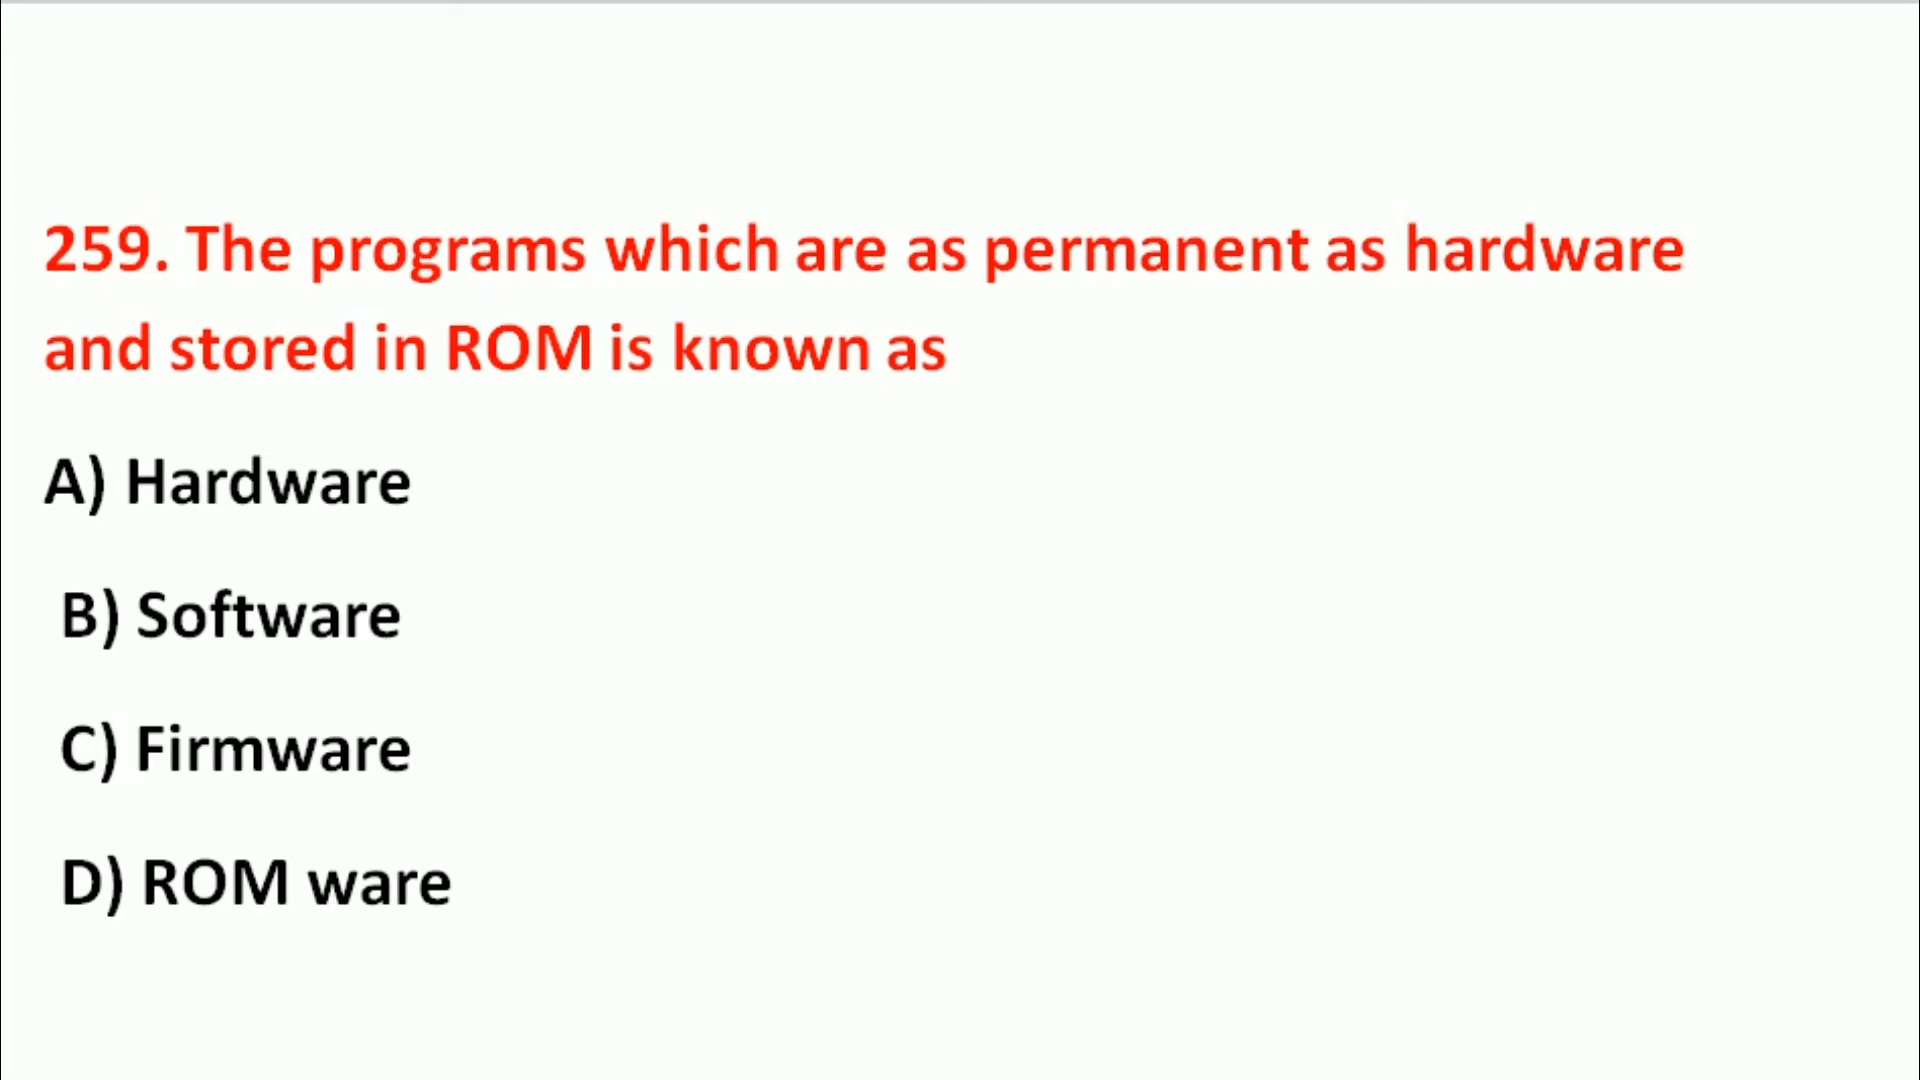 259. The programs which are as permanent as hardware
and stored in ROM is known as
A) Hardware
B) Software
C) Firmware
D) ROM ware